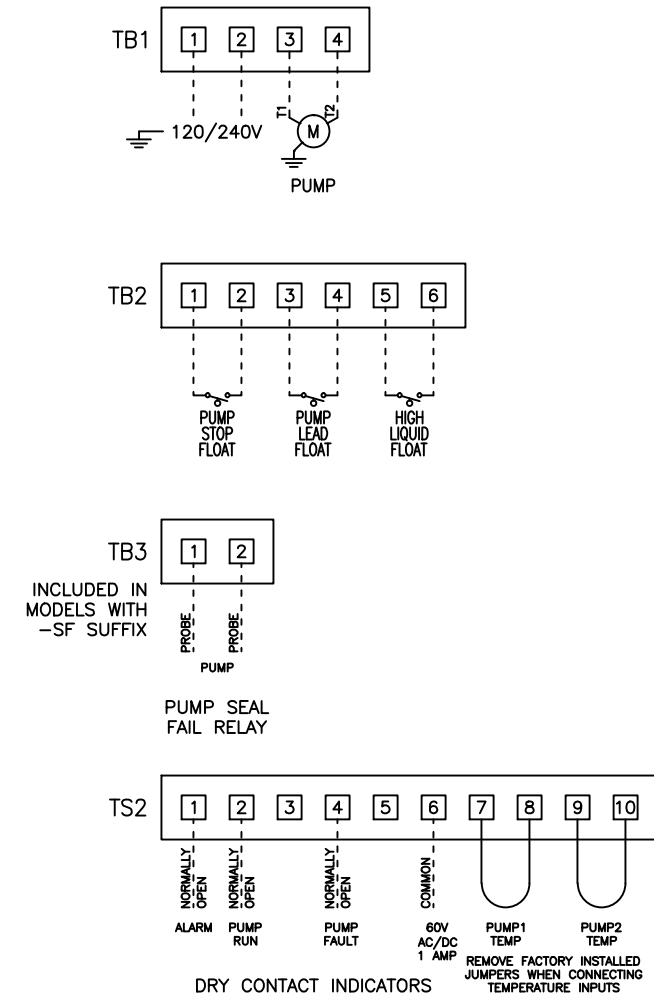 TB1 1 2 3 4
T1 T2
120/240V M
PUMP
TB2 1 2 3 4 5 6
PUMP STOP FLOAT
PUMP LEAD FLOAT
HIGH LIQUID FLOAT
TB3 1 2
INCLUDED IN
MODELS WITH
-SF SUFFIX
PROBE PROBE
PUMP
PUMP SEAL
FAIL RELAY
TS2 1 2 3 4 5 6 7 8 9 10
NORMALLY OPEN
NORMALLY OPEN
NORMALLY OPEN
COMMON
ALARM
PUMP RUN
PUMP FAULT
60V
AC/DC
1 AMP
PUMP1
TEMP
PUMP2
TEMP
REMOVE FACTORY INSTALLED
JUMPERS WHEN CONNECTING
TEMPERATURE INPUTS
DRY CONTACT INDICATORS